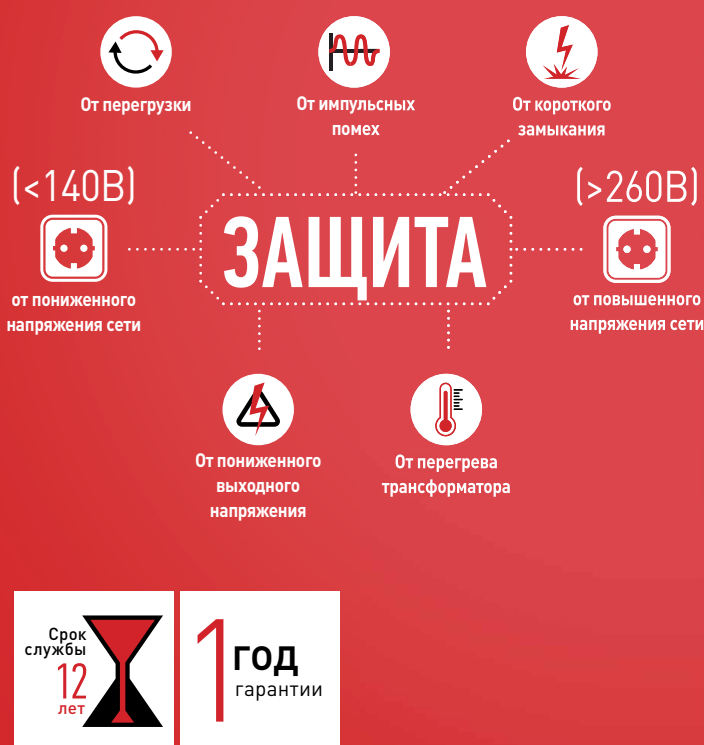 От перегрузки
От импульсных
помех
От короткого
замыкания
(<140В)
(>260В)
ЗАЩИТА
от пониженного
напряжения сети
от повышенного
напряжения сети
От пониженного
выходного
напряжения
От перегрева
трансформатора
Срок
службы
12
лет
1 год
гарантии